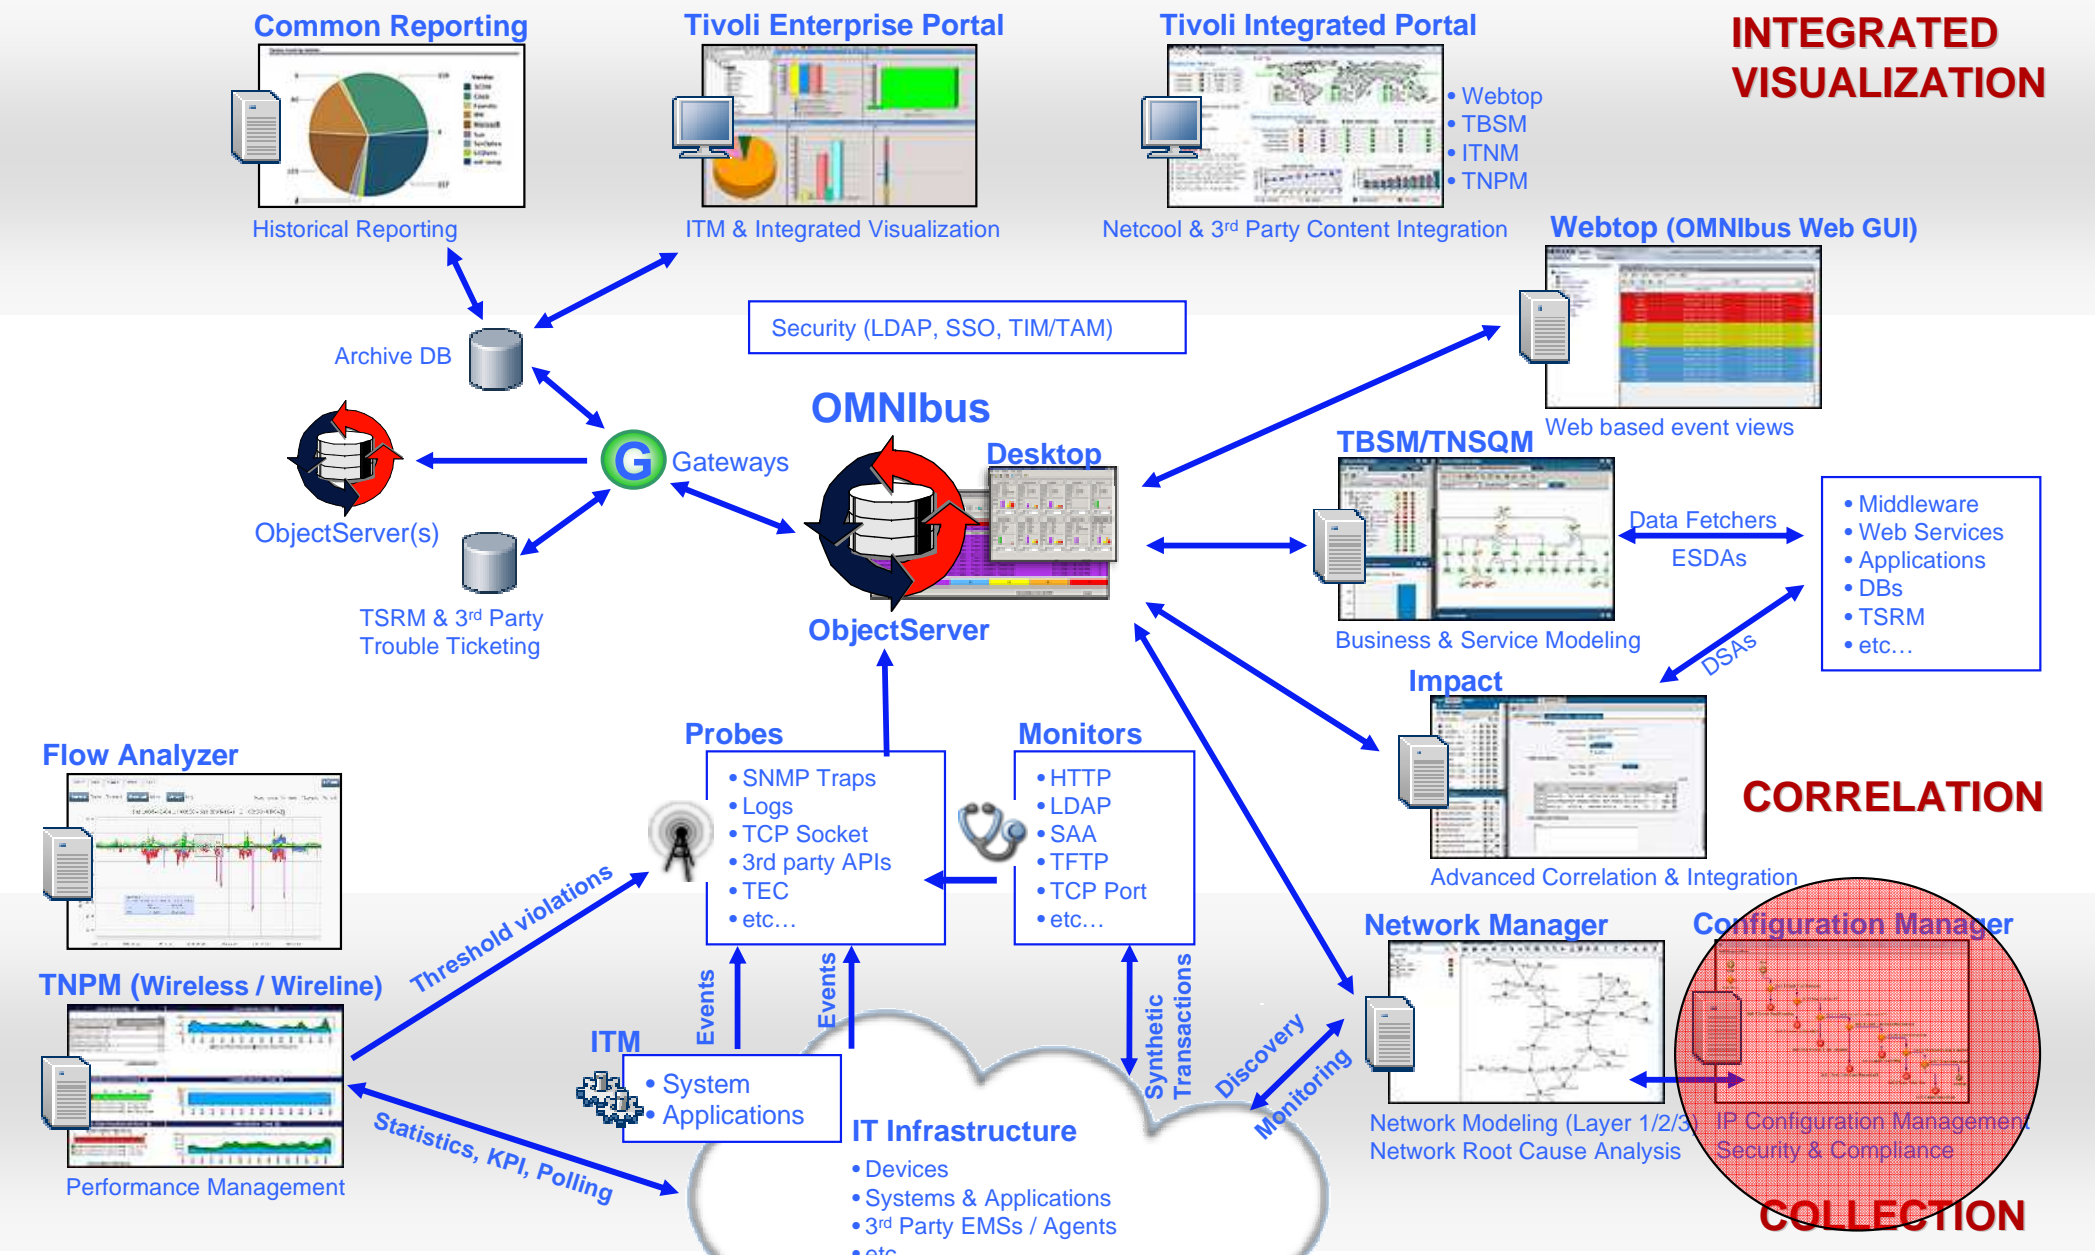 Common Reporting
Historical Reporting
Tivoli Enterprise Portal
ITM & Integrated Visualization
Tivoli Integrated Portal
• Webtop
• TBSM
• ITNM
• TNPM
Netcool & 3rd Party Content Integration
INTEGRATED
VISUALIZATION
Webtop (OMNIbus Web GUI)
Web based event views
Security (LDAP, SSO, TIM/TAM)
Archive DB
OMNIbus
Desktop
ObjectServer
G
Gateways
ObjectServer(s)
TSRM & 3rd Party
Trouble Ticketing
TBSM/TNSQM
Business & Service Modeling
Data Fetchers
ESDAs
• Middleware
• Web Services
• Applications
• DBs
• TSRM
• etc...
DSAs
Impact
Advanced Correlation & Integration
CORRELATION
Probes
• SNMP Traps
• Logs
• TCP Socket
• 3rd party APIs
• TEC
• etc...
Monitors
• HTTP
• LDAP
• SAA
• TFTP
• TCP Port
• etc...
Flow Analyzer
TNPM (Wireless / Wireline)
Performance Management
Threshold violations
Statistics, KPI, Polling
Events
Events
Synthetic
Transactions
Discovery
Monitoring
ITM
• System
• Applications
IT Infrastructure
• Devices
• Systems & Applications
• 3rd Party EMSs / Agents
• etc
Network Manager
Network Modeling (Layer 1/2/3)
Network Root Cause Analysis
Configuration Manager
IP Configuration Management
Security & Compliance
COLLECTION